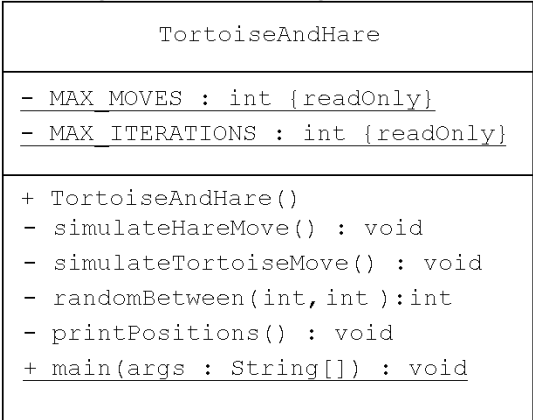 TortoiseAndHare
- MAX_MOVES : int {readOnly}
- MAX_ITERATIONS : int {readOnly}
+ TortoiseAndHare()
- simulateHareMove() : void
- simulateTortoiseMove() : void
- randomBetween(int,int ):int
- printPositions() : void
+ main(args : String[]) : void